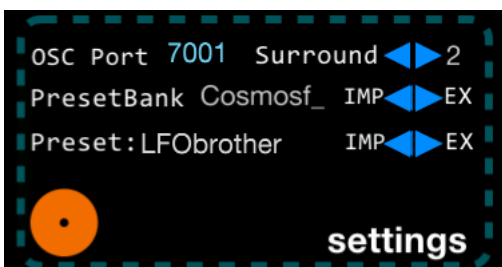 OSC Port 7001 Surround 2
PresetBank Cosmosf_ IMP EX
Preset: LFObrother IMP EX
settings